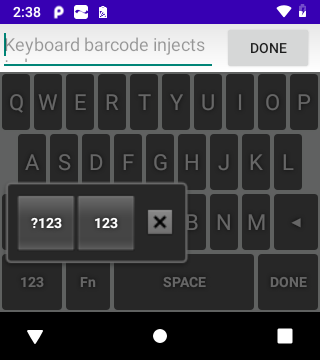 2:38
Keyboard barcode injects
DONE
Q W E R T Y U I O P
A S D F G H J K L
?123 123 B N M
123 Fn SPACE DONE